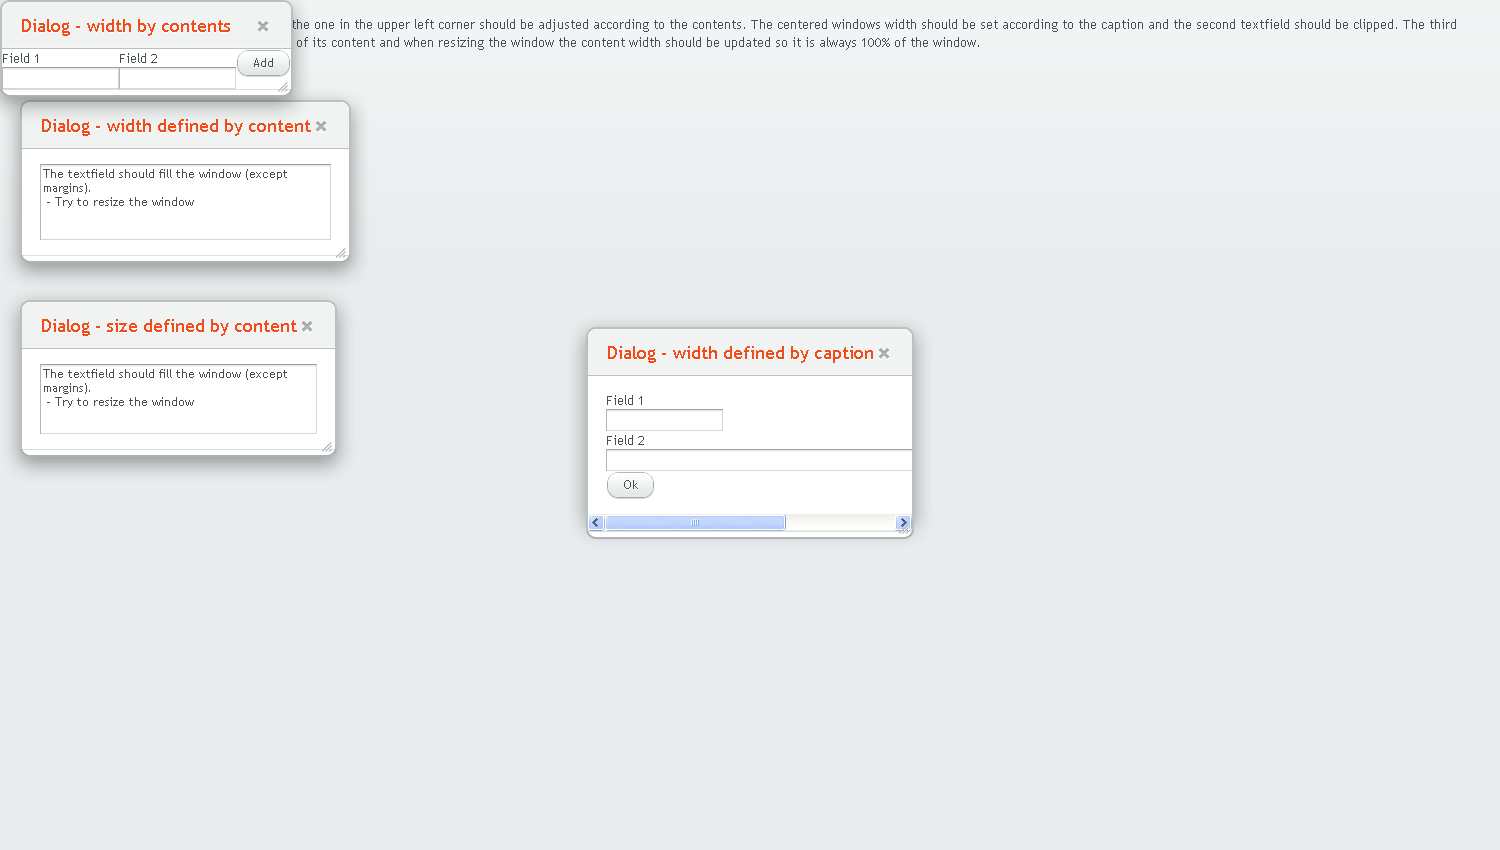 Dialog - width by contents
the one in the upper left corner should be adjusted according to the contents. The centered windows width should be set according to the caption and the second textfield should be clipped. The third
of its content and when resizing the window the content width should be updated so it is always 100% of the window.
Field 1 Field 2 Add
Dialog - width defined by content
The textfield should fill the window (except
margins).
- Try to resize the window
Dialog - size defined by content
The textfield should fill the window (except
margins).
- Try to resize the window
Dialog - width defined by caption
Field 1
Field 2
Ok